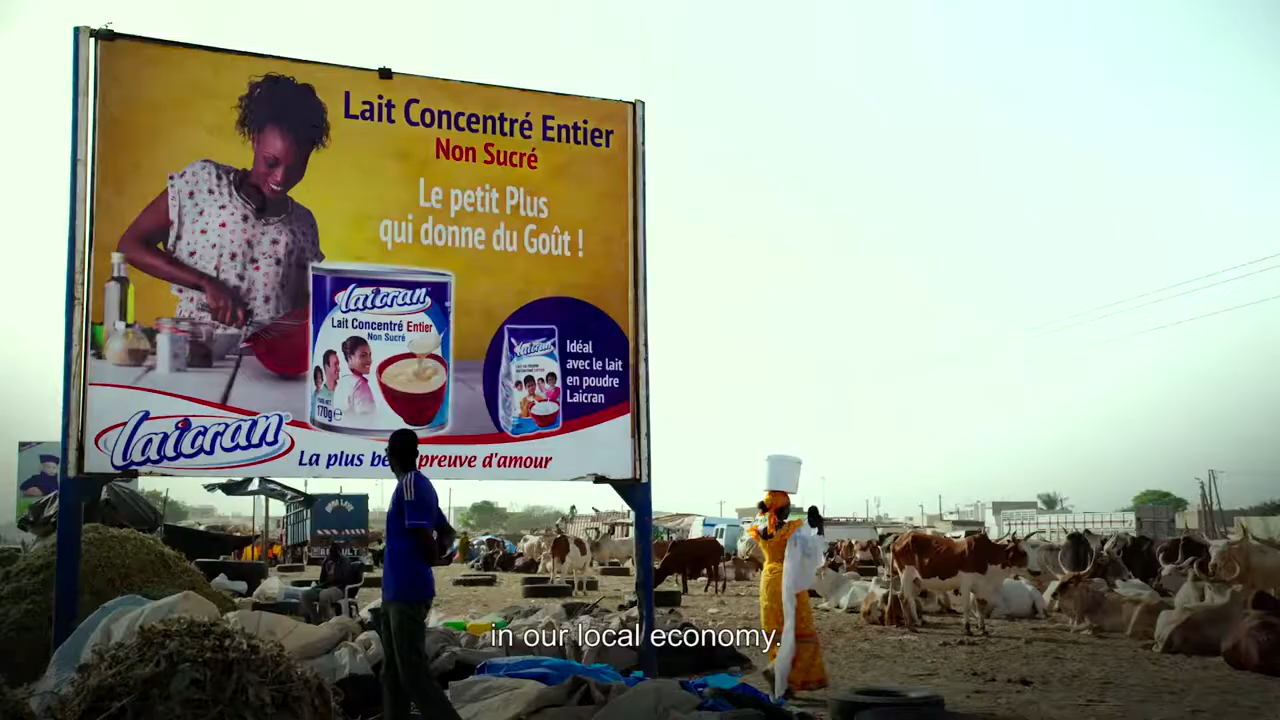 Lait Concentré Entier
Non Sucré
Le petit Plus
qui donne du Goût !
laicran
Lait Concentré Entier
Non Sucré
170g e
laicran
Idéal
avec le lait
en poudre
Laicran
laicran
La plus be preuve d'amour
RENAULT
in our local economy.